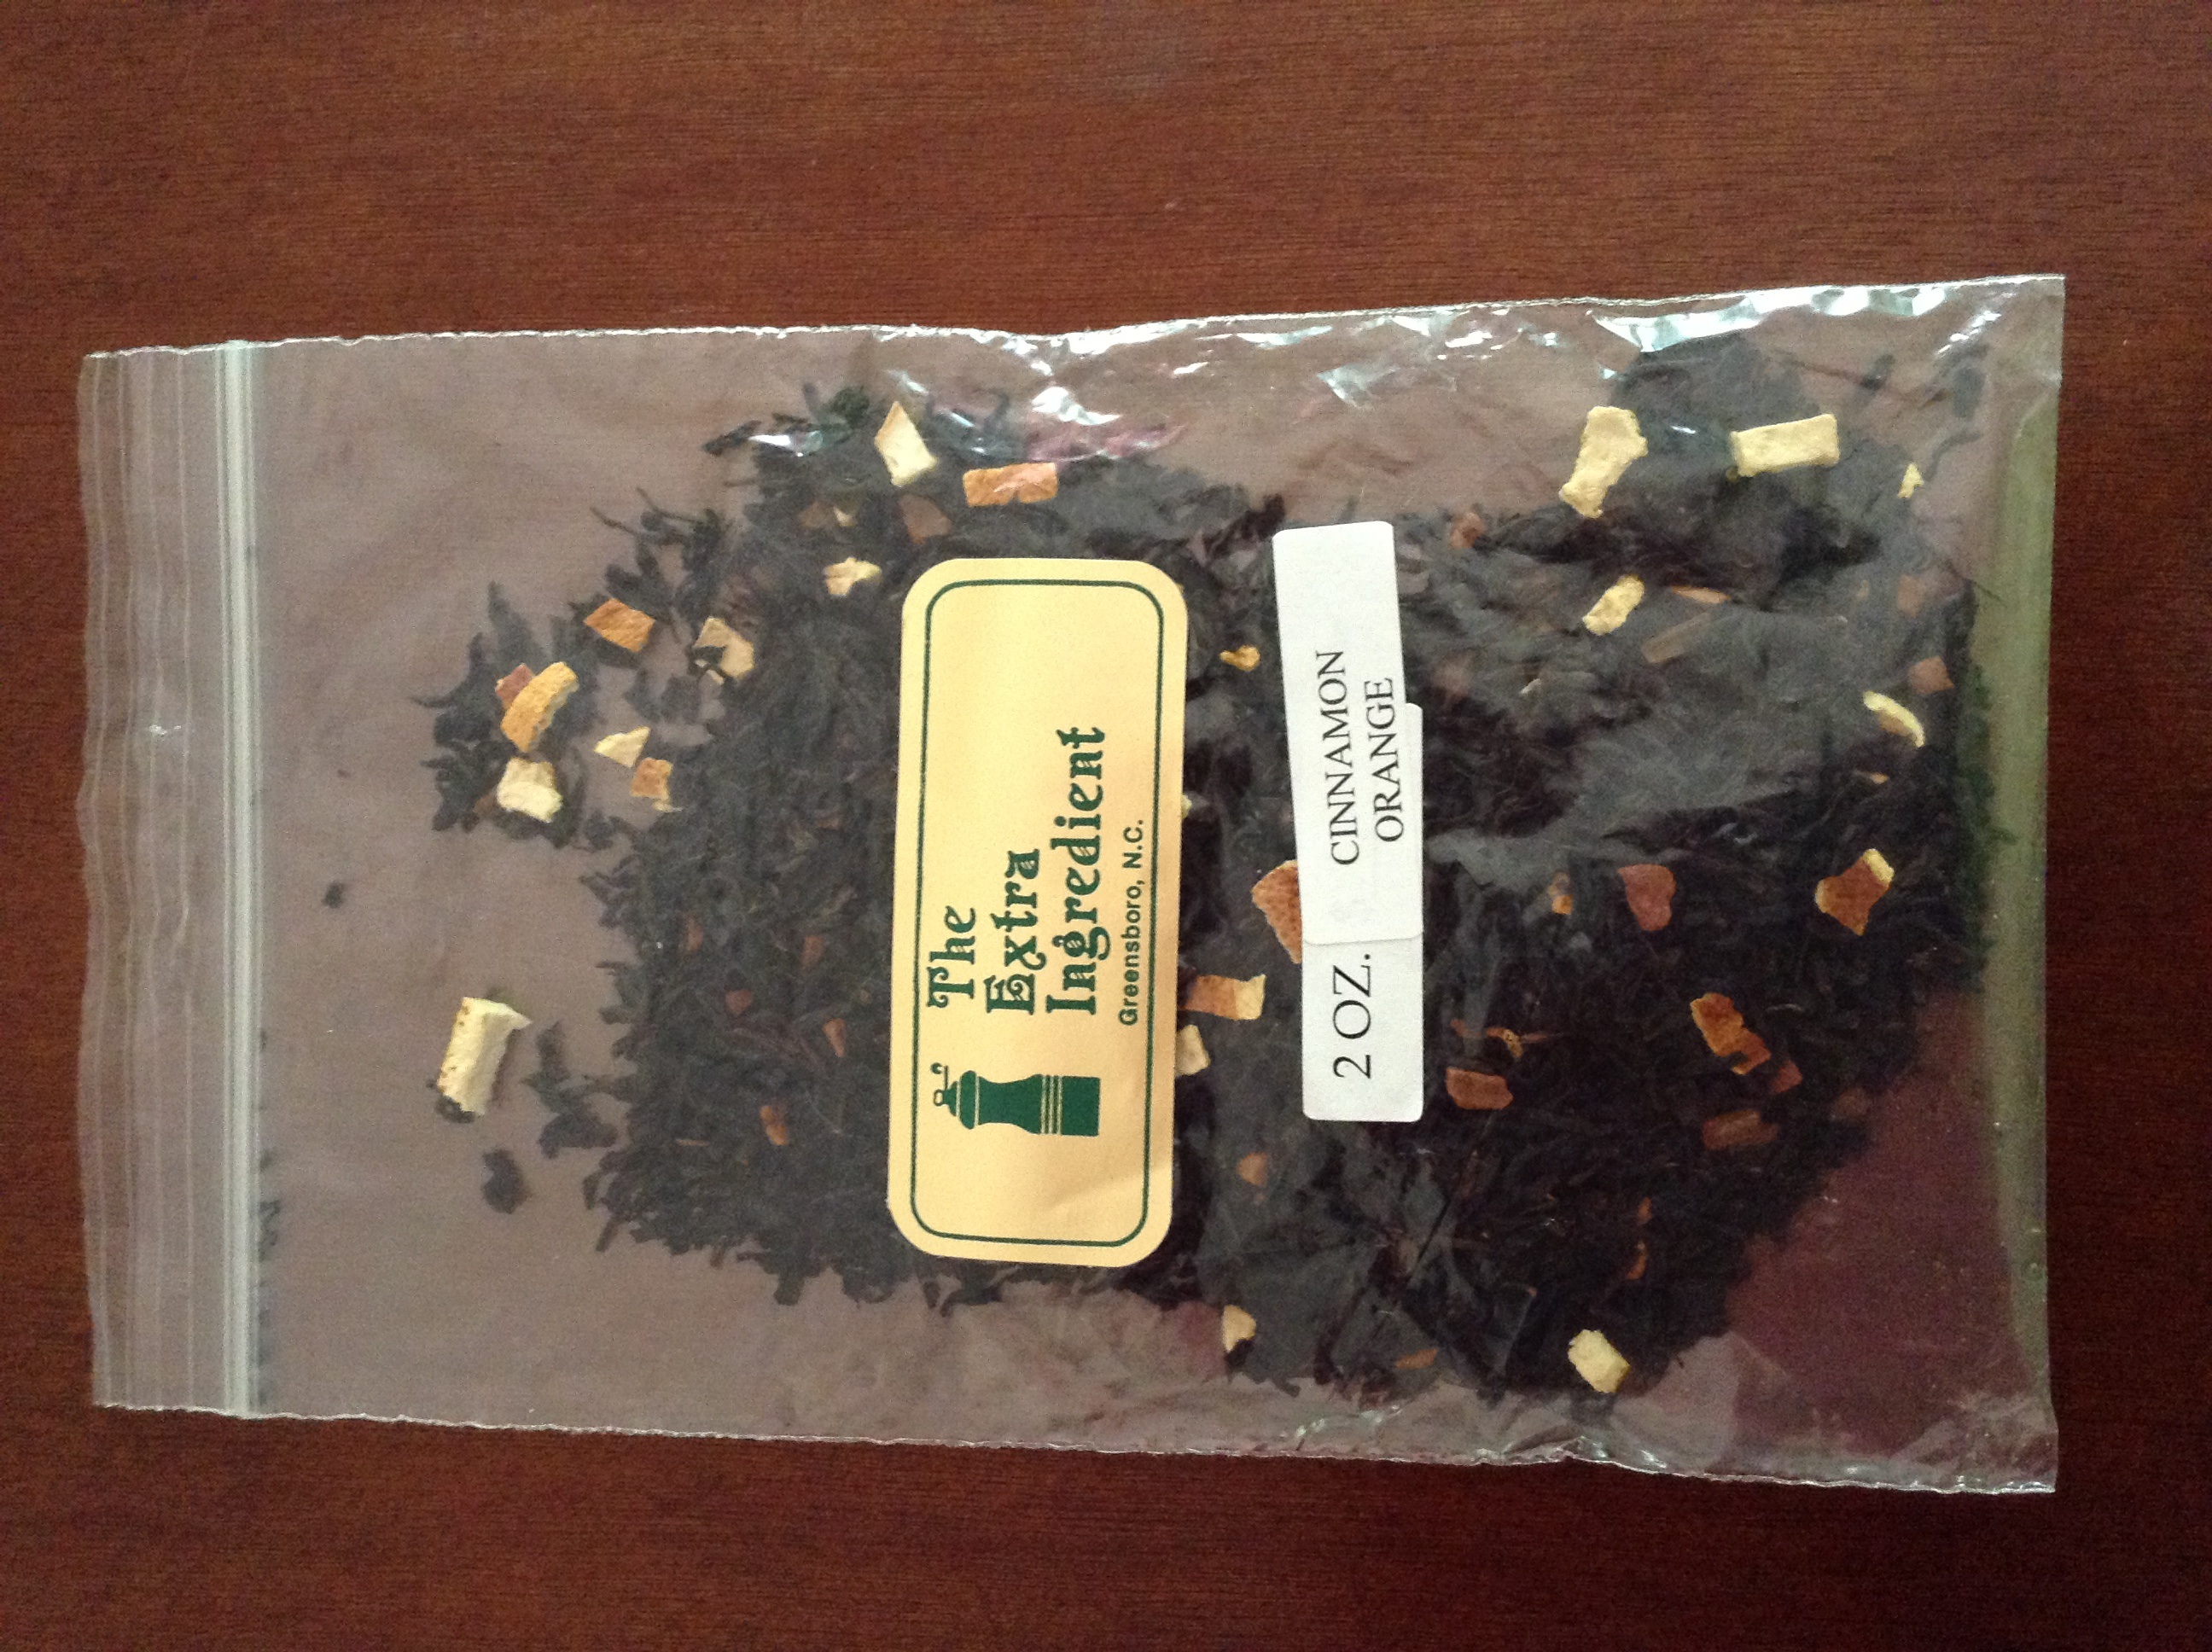 The
Extra
Ingredient
Greensboro, N.C.
CINNAMON
ORANGE
2 OZ.